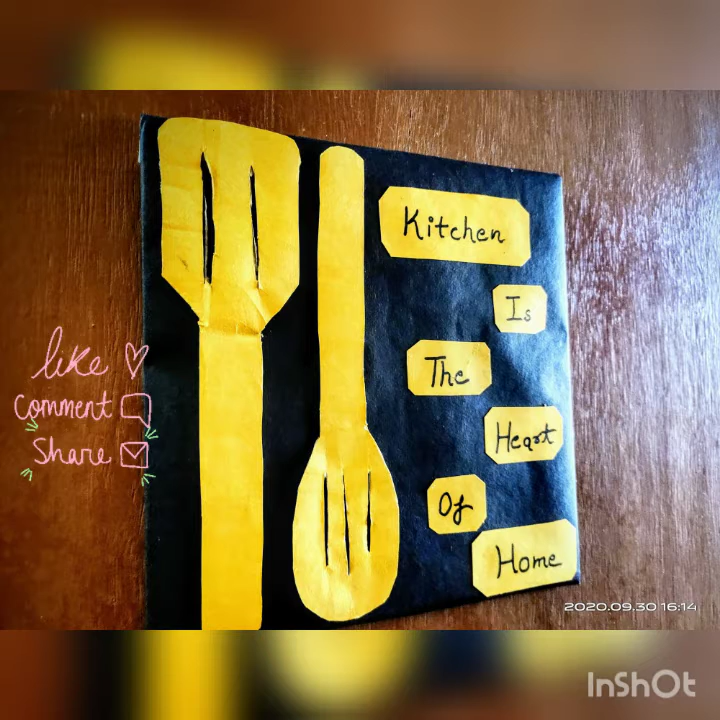 Kitchen
Is
The
Heart
Of
Home
like
Comment
Share
2020.09.30 16:14
InShOt